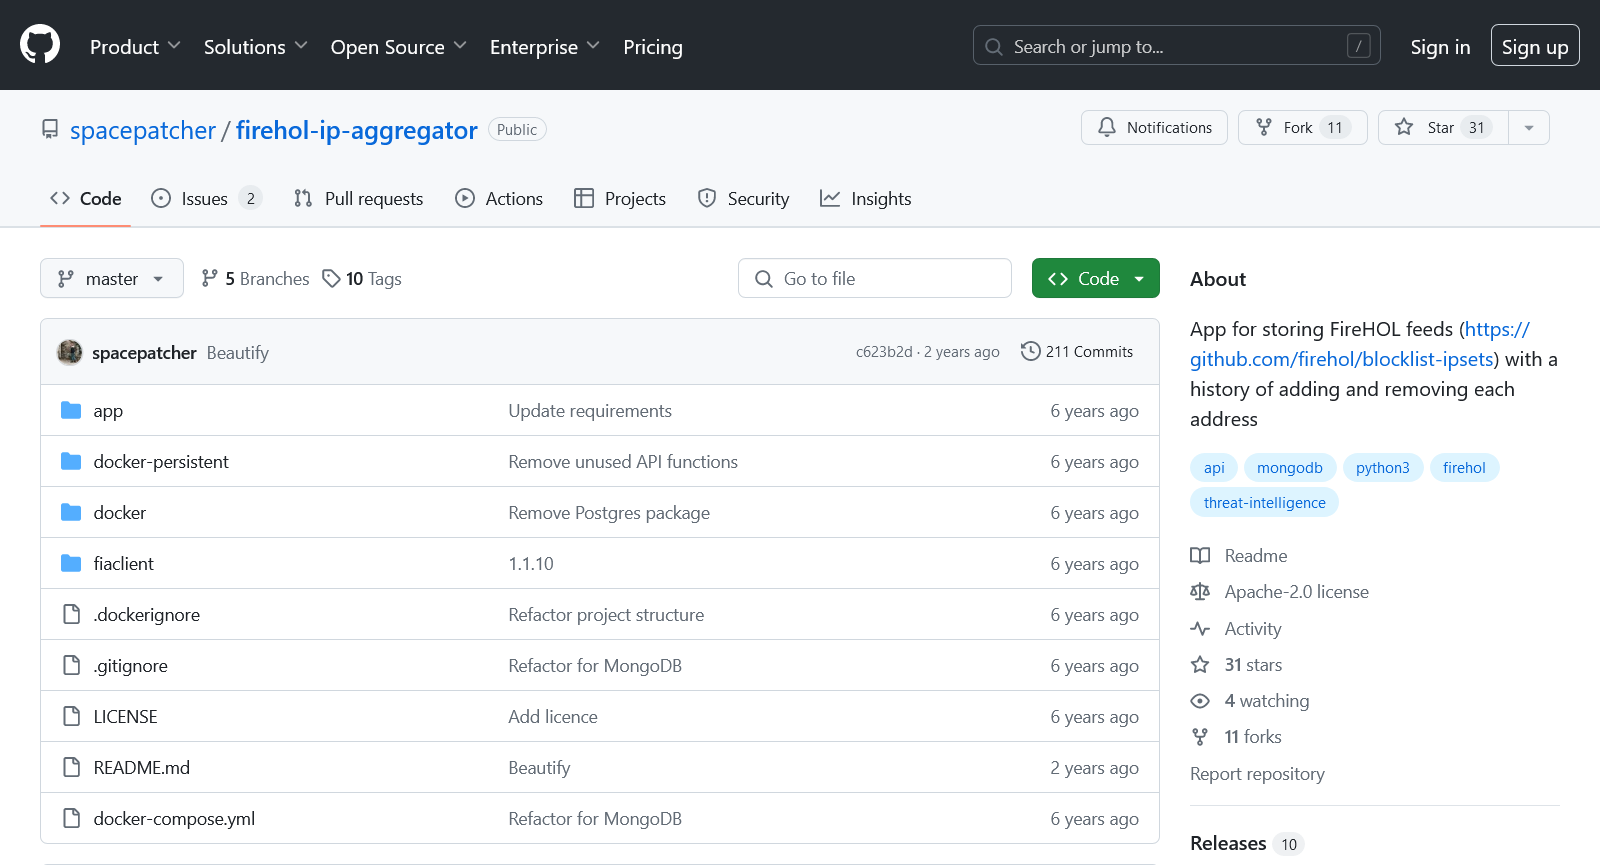 Product Solutions Open Source Enterprise Pricing Search or jump to... / Sign in Sign up
spacepatcher / firehol-ip-aggregator Public Notifications Fork 11 Star 31
Code Issues 2 Pull requests Actions Projects Security Insights
master 5 Branches 10 Tags Go to file Code
spacepatcher Beautify c623b2d · 2 years ago 211 Commits
app Update requirements 6 years ago
docker-persistent Remove unused API functions 6 years ago
docker Remove Postgres package 6 years ago
fiaclient 1.1.10 6 years ago
.dockerignore Refactor project structure 6 years ago
.gitignore Refactor for MongoDB 6 years ago
LICENSE Add licence 6 years ago
README.md Beautify 2 years ago
docker-compose.yml Refactor for MongoDB 6 years ago
About
App for storing FireHOL feeds (https://
github.com/firehol/blocklist-ipsets) with a
history of adding and removing each
address
api mongodb python3 firehol
threat-intelligence
Readme
Apache-2.0 license
Activity
31 stars
4 watching
11 forks
Report repository
Releases 10